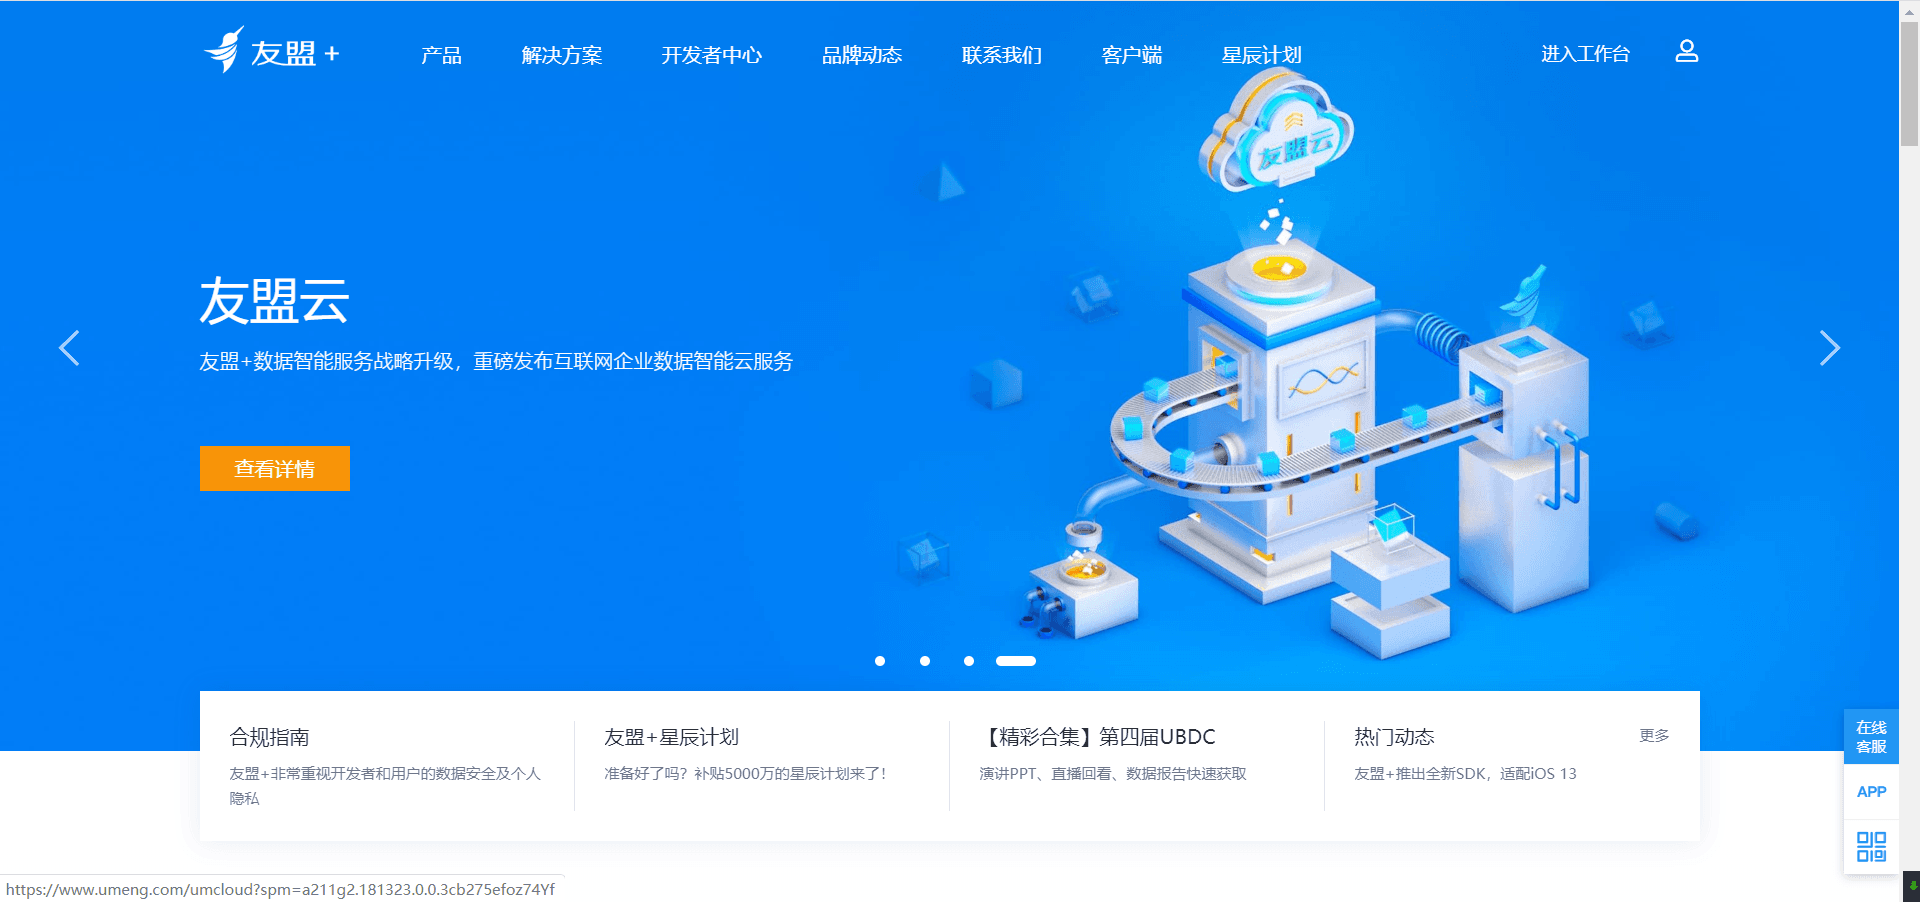 友盟+ 产品 解决方案 开发者中心 品牌动态 联系我们 客户端 星辰计划 进入工作台
友盟云
友盟云
友盟+数据智能服务战略升级，重磅发布互联网企业数据智能云服务
查看详情
合规指南
友盟+非常重视开发者和用户的数据安全及个人
隐私
友盟+星辰计划
准备好了吗？补贴5000万的星辰计划来了！
【精彩合集】第四届UBDC
演讲PPT、直播回看、数据报告快速获取
热门动态 更多
友盟+推出全新SDK，适配iOS 13
在线
客服
APP
https://www.umeng.com/umcloud?spm=a211g2.181323.0.0.3cb275efoz74Yf